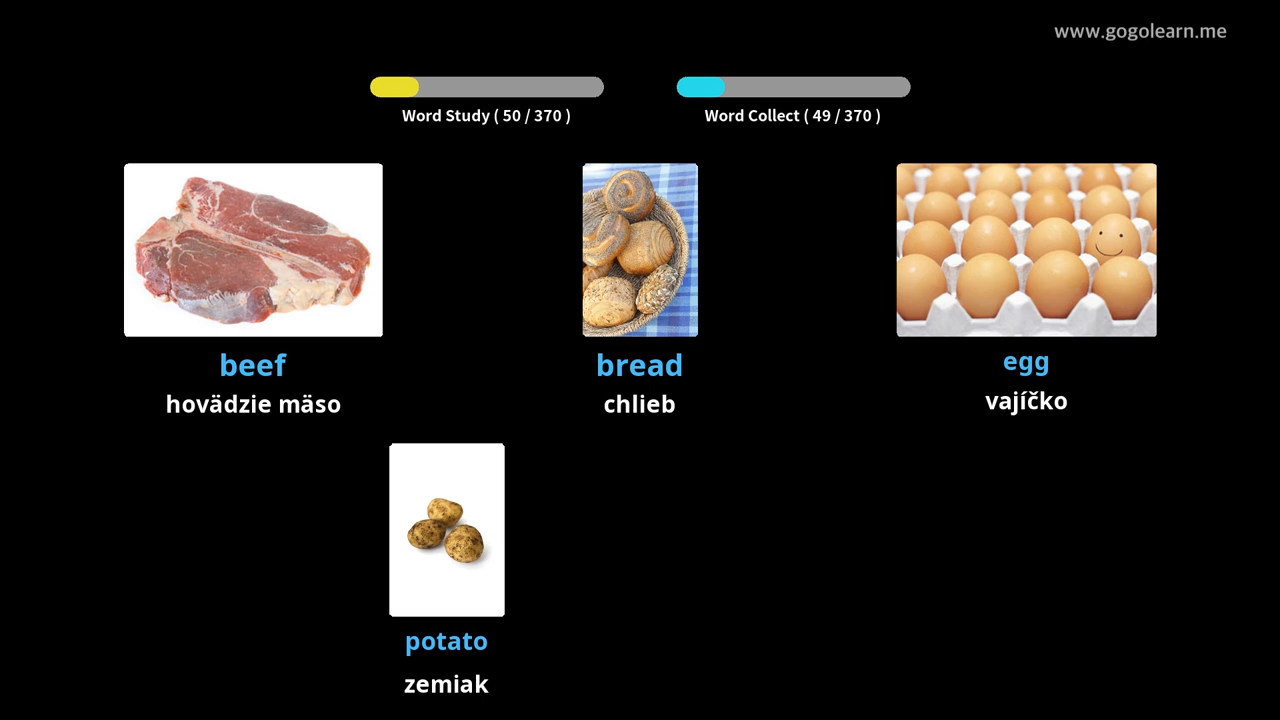 www.gogolearn.me
Word Study ( 50 / 370 )
Word Collect ( 49 / 370 )
beef
hovädzie mäso
bread
chlieb
egg
vajíčko
potato
zemiak